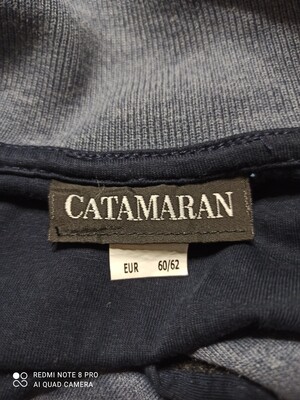 CATAMARAN
EUR 60/62
REDMI NOTE 8 PRO
AI QUAD CAMERA